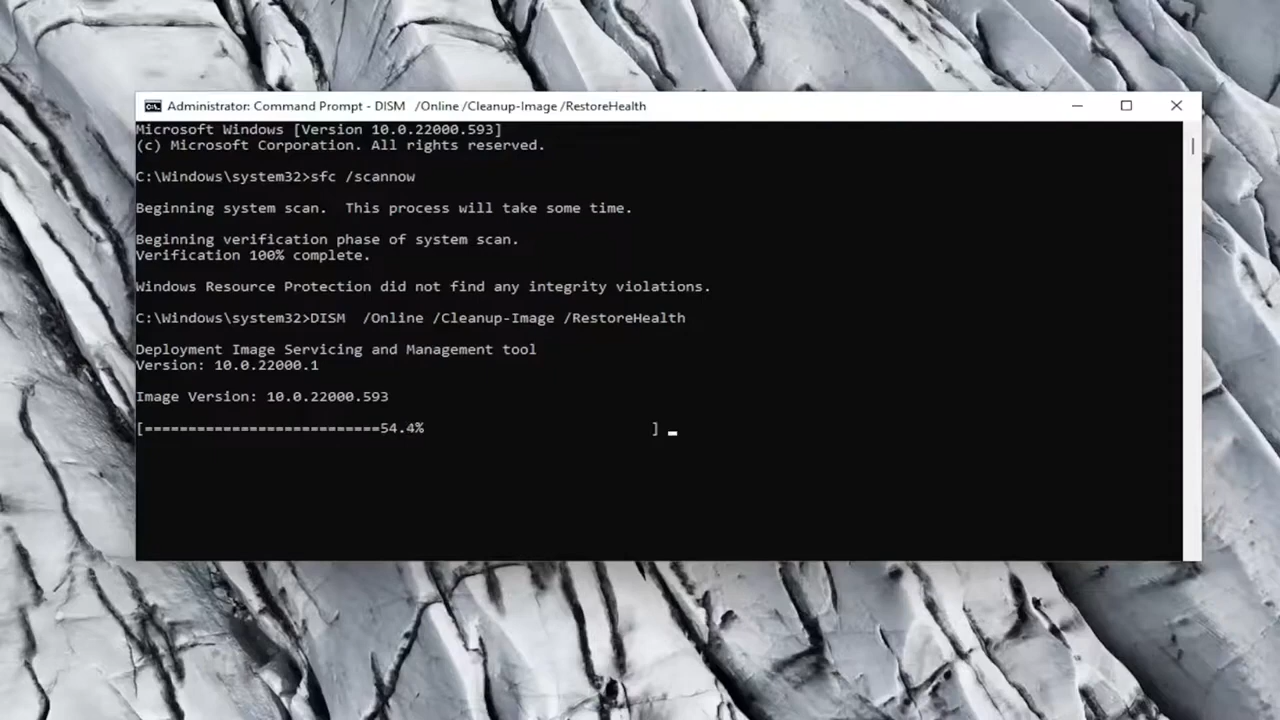 Administrator: Command Prompt - DISM  /Online /Cleanup-Image /RestoreHealth
Microsoft Windows [Version 10.0.22000.593]
(c) Microsoft Corporation. All rights reserved.
C:\Windows\system32>sfc /scannow
Beginning system scan.  This process will take some time.
Beginning verification phase of system scan.
Verification 100% complete.
Windows Resource Protection did not find any integrity violations.
C:\Windows\system32>DISM  /Online /Cleanup-Image /RestoreHealth
Deployment Image Servicing and Management tool
Version: 10.0.22000.1
Image Version: 10.0.22000.593
[===========================54.4%                          ]